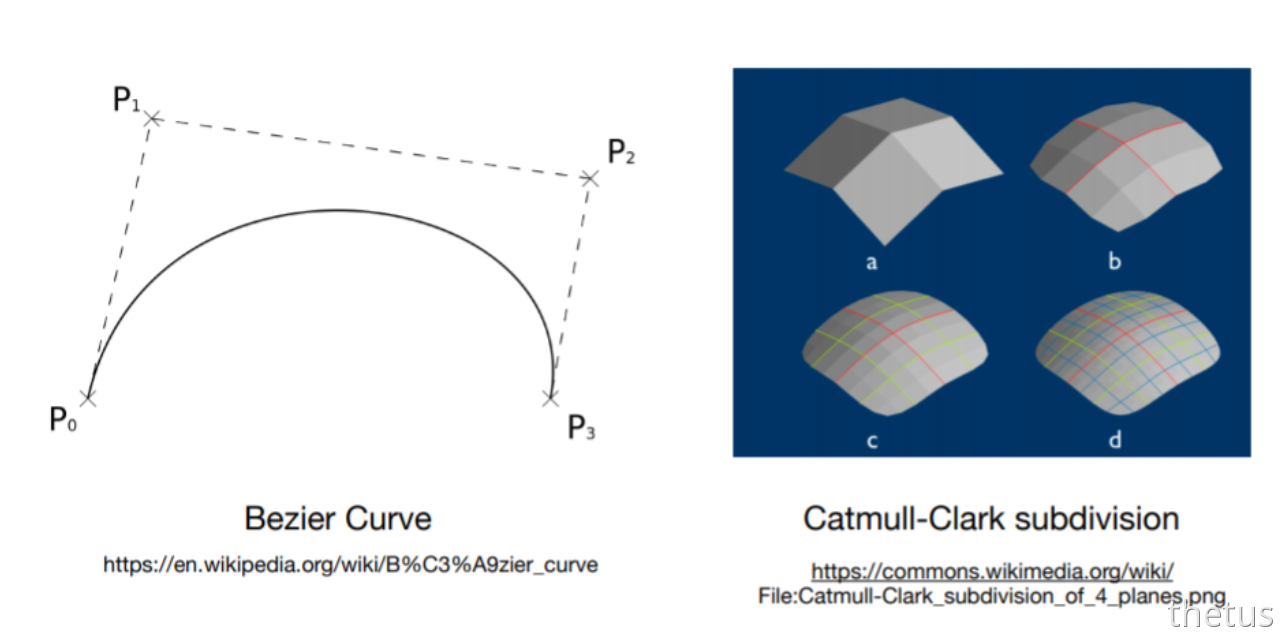 P1
P2
P0
P3
Bezier Curve
https://en.wikipedia.org/wiki/B%C3%A9zier_curve
a
b
c
d
Catmull-Clark subdivision
https://commons.wikimedia.org/wiki/
File:Catmull-Clark_subdivision_of_4_planes.png
thetus